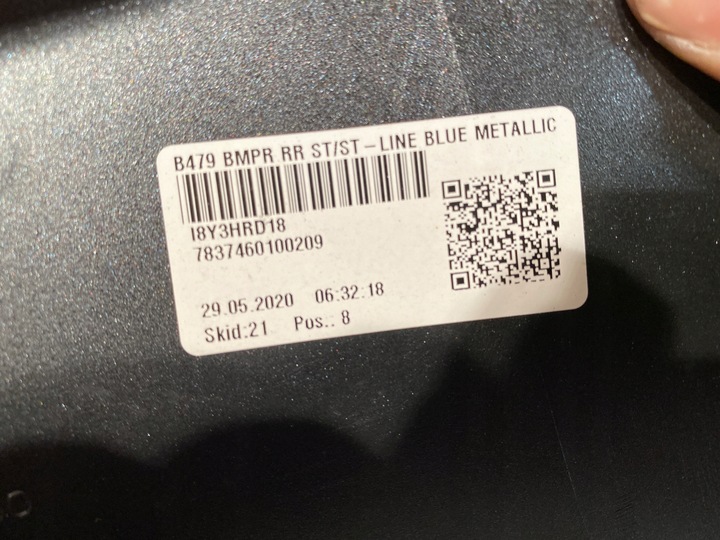 B479 BMPR RR ST/ST-LINE BLUE METALLIC
I8Y3HRD18
7837460100209
29.05.2020 06:32:18
Skid:21 Pos.: 8